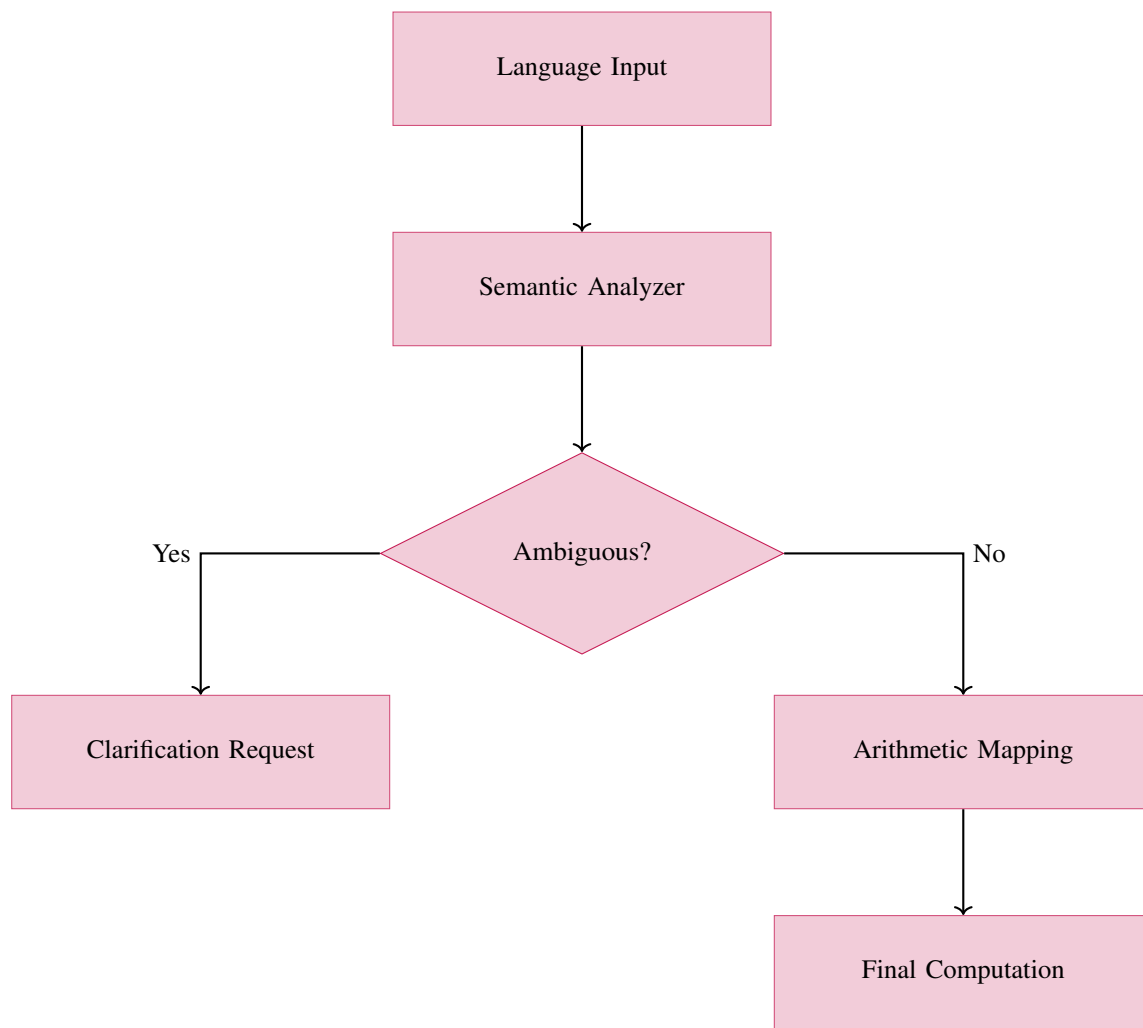 Language Input
Semantic Analyzer
Ambiguous?
Yes
No
Clarification Request
Arithmetic Mapping
Final Computation